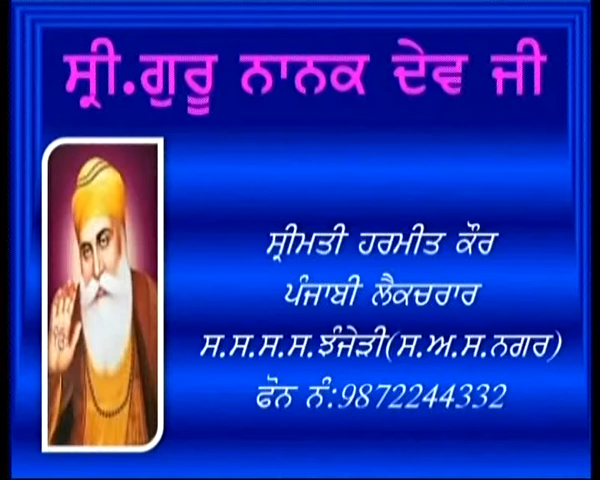 ਸ੍ਰੀ.ਗੁਰੂ ਨਾਨਕ ਦੇਵ ਜੀ
ਸ਼੍ਰੀਮਤੀ ਹਰਮੀਤ ਕੌਰ
ਪੰਜਾਬੀ ਲੈਕਚਰਾਰ
ਸ.ਸ.ਸ.ਸ.ਝੰਜੇੜੀ(ਸ.ਅ.ਸ.ਨਗਰ)
ਫੋਨ ਨੰ:9872244332